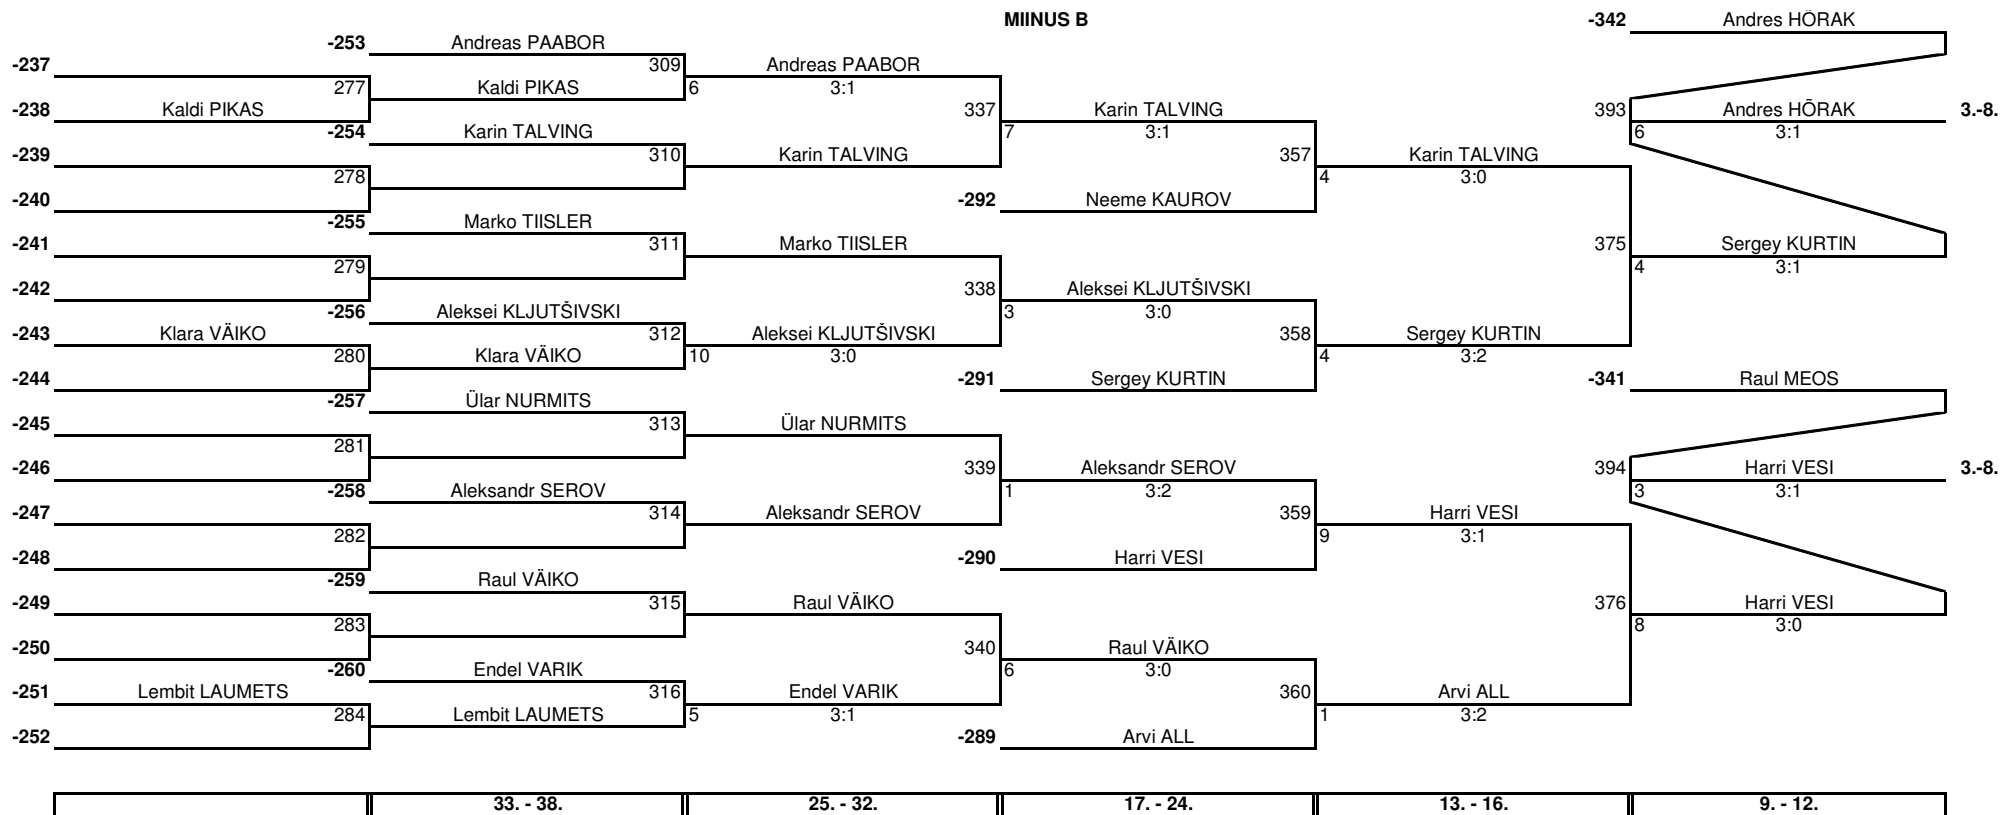 MIINUS B
-342 Andres HÕRAK
-253 Andreas PAABOR
-237 309 Andreas PAABOR
277 Kaldi PIKAS 6 3:1
-238 Kaldi PIKAS 337 Karin TALVING 393 Andres HÕRAK 3.-8.
-254 Karin TALVING 7 3:1 6 3:1
-239 310 Karin TALVING 357 Karin TALVING
278 4 3:0
-240 -292 Neeme KAUROV
-255 Marko TIISLER
-241 311 Marko TIISLER 375 Sergey KURTIN
279 4 3:1
-242 338 Aleksei KLJUTŠIVSKI
-256 Aleksei KLJUTŠIVSKI 3 3:0
-243 Klara VÄIKO 312 Aleksei KLJUTŠIVSKI 358 Sergey KURTIN
280 Klara VÄIKO 10 3:0 4 3:2
-244 -291 Sergey KURTIN -341 Raul MEOS
-257 Ülar NURMITS
-245 313 Ülar NURMITS
281
-246 339 Aleksandr SEROV 394 Harri VESI 3.-8.
-258 Aleksandr SEROV 1 3:2 3 3:1
-247 314 Aleksandr SEROV 359 Harri VESI
282 9 3:1
-248 -290 Harri VESI
-259 Raul VÄIKO
-249 315 Raul VÄIKO 376 Harri VESI
283 8 3:0
-250 340 Raul VÄIKO
-260 Endel VARIK 6 3:0
-251 Lembit LAUMETS 316 Endel VARIK 360 Arvi ALL
284 Lembit LAUMETS 5 3:1 1 3:2
-252 -289 Arvi ALL
33. - 38. 25. - 32. 17. - 24. 13. - 16. 9. - 12.